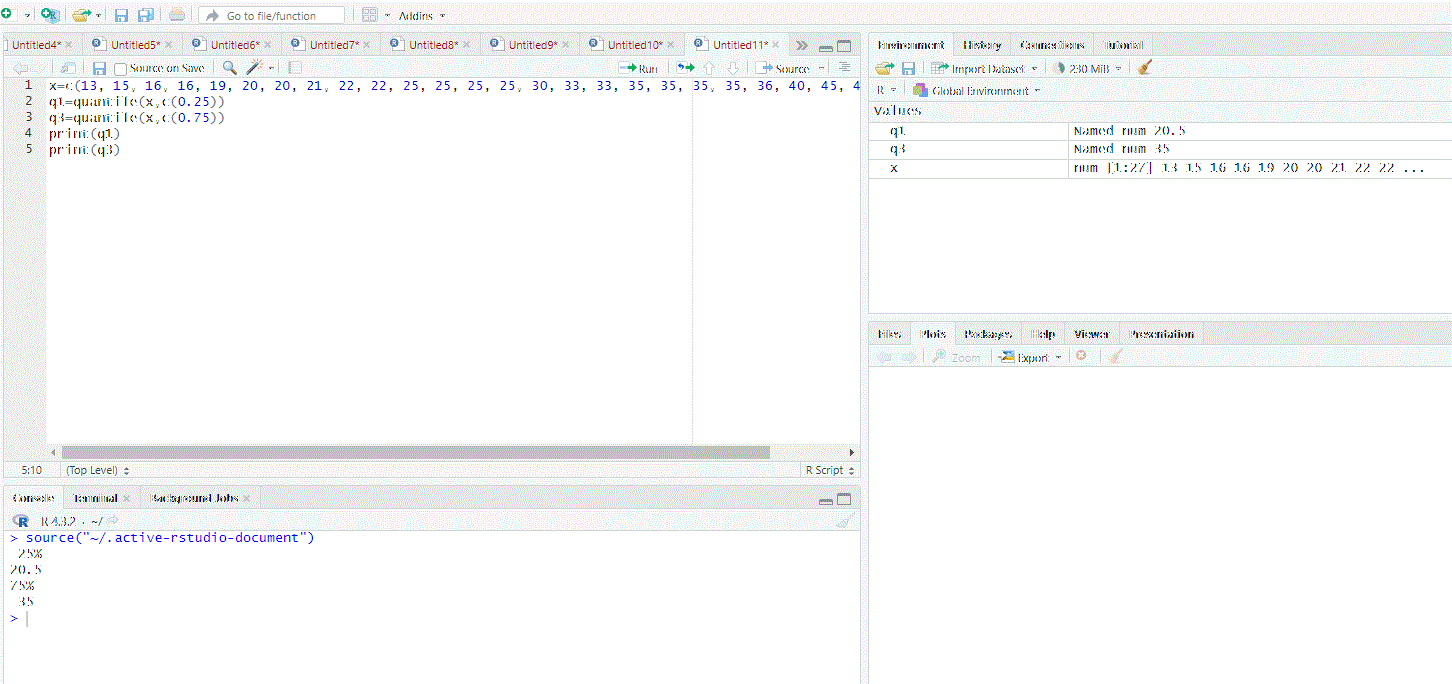 Go to file/function Addins
Untitled4* Untitled5* Untitled6* Untitled7* Untitled8* Untitled9* Untitled10* Untitled11*
Source on Save Run Source
1 x=c(13, 15, 16, 16, 19, 20, 20, 21, 22, 22, 25, 25, 25, 25, 30, 33, 33, 35, 35, 35, 35, 36, 40, 45, 4
2 q1=quantile(x,c(0.25))
3 q3=quantile(x,c(0.75))
4 print(q1)
5 print(q3)
5:10 (Top Level) R Script
Console Terminal Background Jobs
R 4.3.2 · ~/
> source("~/.active-rstudio-document")
25%
20.5
75%
35
>
Environment History Connections Tutorial
Import Dataset 230 MiB
R Global Environment
Values
q1 Named num 20.5
q3 Named num 35
x num [1:27] 13 15 16 16 19 20 20 21 22 22 ...
Files Plots Packages Help Viewer Presentation
Zoom Export